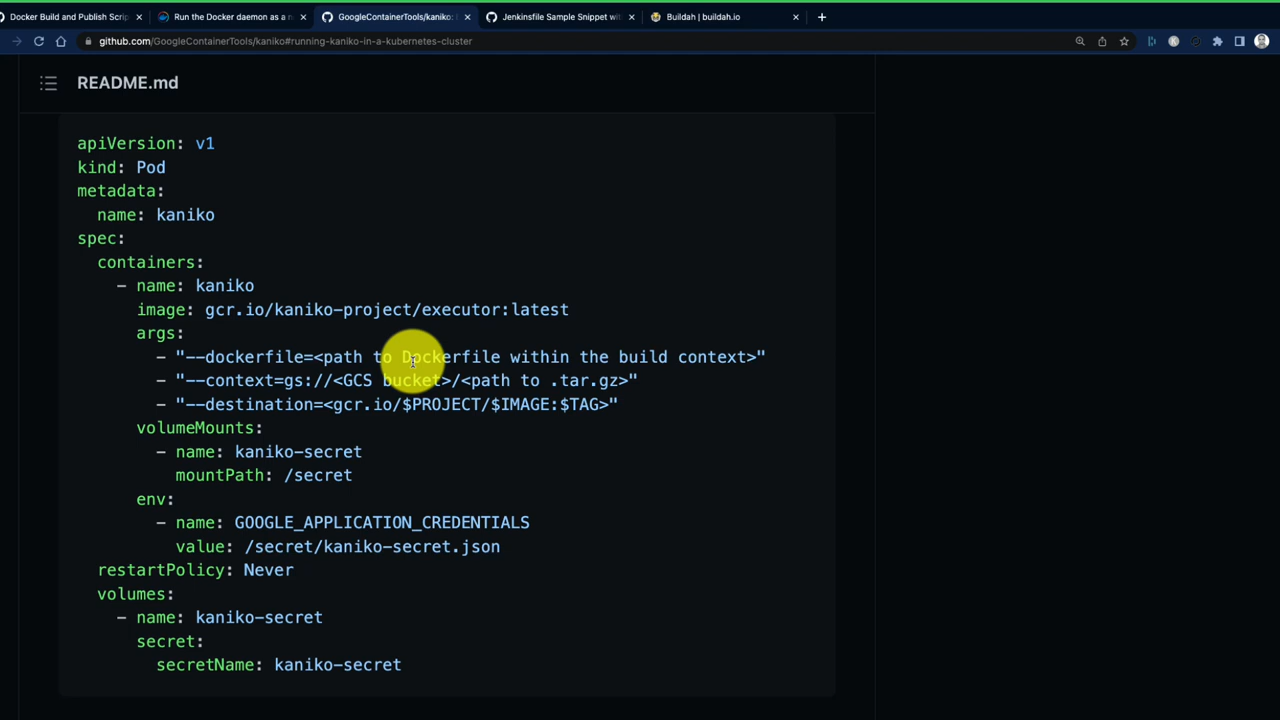 Docker Build and Publish Scrip
Run the Docker daemon as a n
GoogleContainerTools/kaniko:
Jenkinsfile Sample Snippet wit
Buildah | buildah.io
github.com/GoogleContainerTools/kaniko#running-kaniko-in-a-kubernetes-cluster
README.md
apiVersion: v1
kind: Pod
metadata:
  name: kaniko
spec:
  containers:
    - name: kaniko
      image: gcr.io/kaniko-project/executor:latest
      args:
        - "--dockerfile=<path to Dockerfile within the build context>"
        - "--context=gs://<GCS bucket>/<path to .tar.gz>"
        - "--destination=<gcr.io/$PROJECT/$IMAGE:$TAG>"
      volumeMounts:
        - name: kaniko-secret
          mountPath: /secret
      env:
        - name: GOOGLE_APPLICATION_CREDENTIALS
          value: /secret/kaniko-secret.json
  restartPolicy: Never
  volumes:
    - name: kaniko-secret
      secret:
        secretName: kaniko-secret